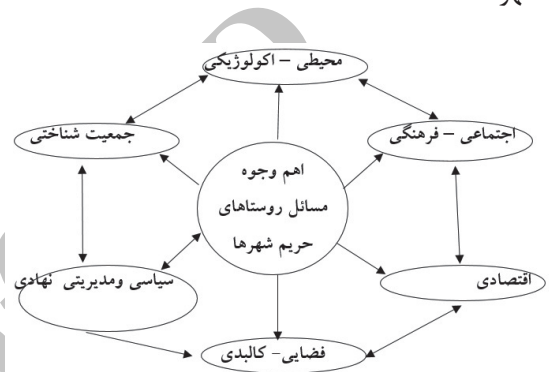 محیطی – اکولوژیکی
اجتماعی – فرهنگی
جمعیت شناختی
اهم وجوه
مسائل روستاهای
حریم شهرها
اقتصادی
سیاسی ومدیریتی نهادی
فضایی- کالبدی